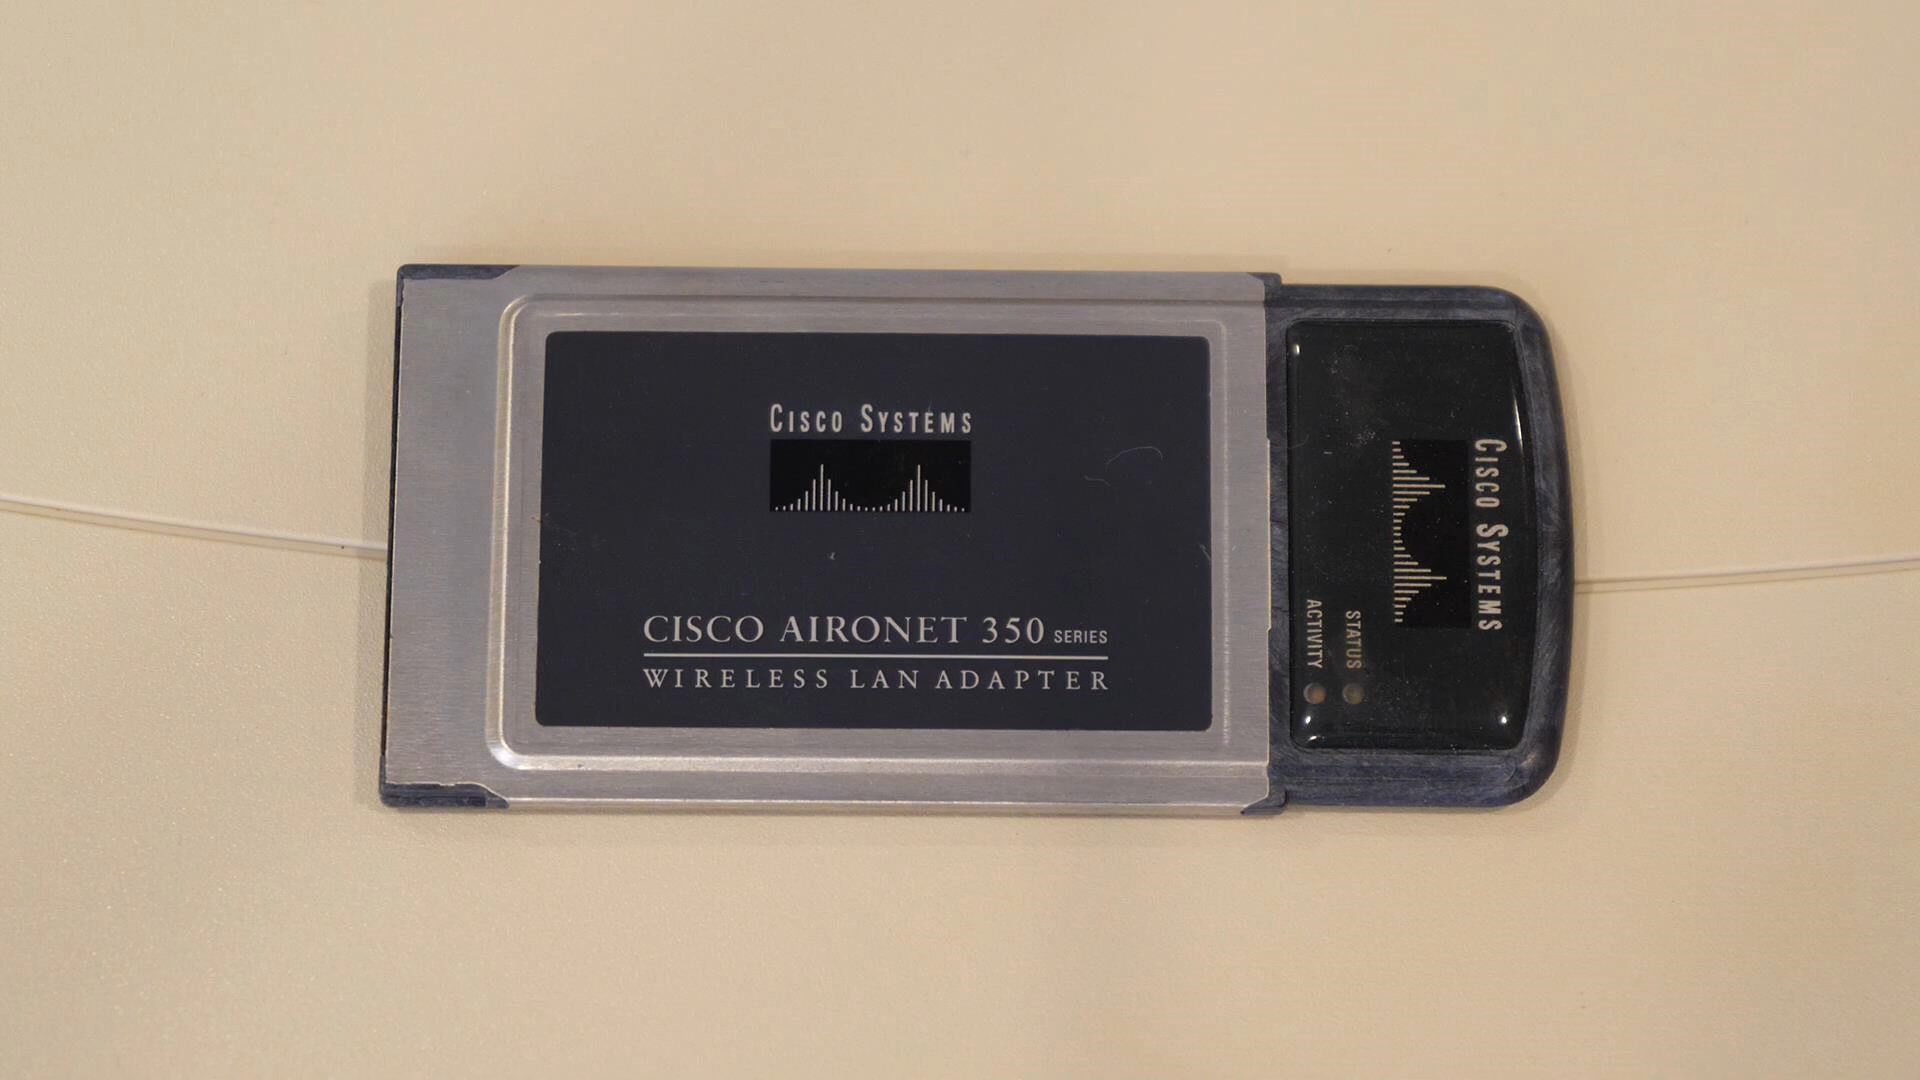 CISCO SYSTEMS
CISCO AIRONET 350 SERIES
WIRELESS LAN ADAPTER
CISCO SYSTEMS
STATUS
ACTIVITY